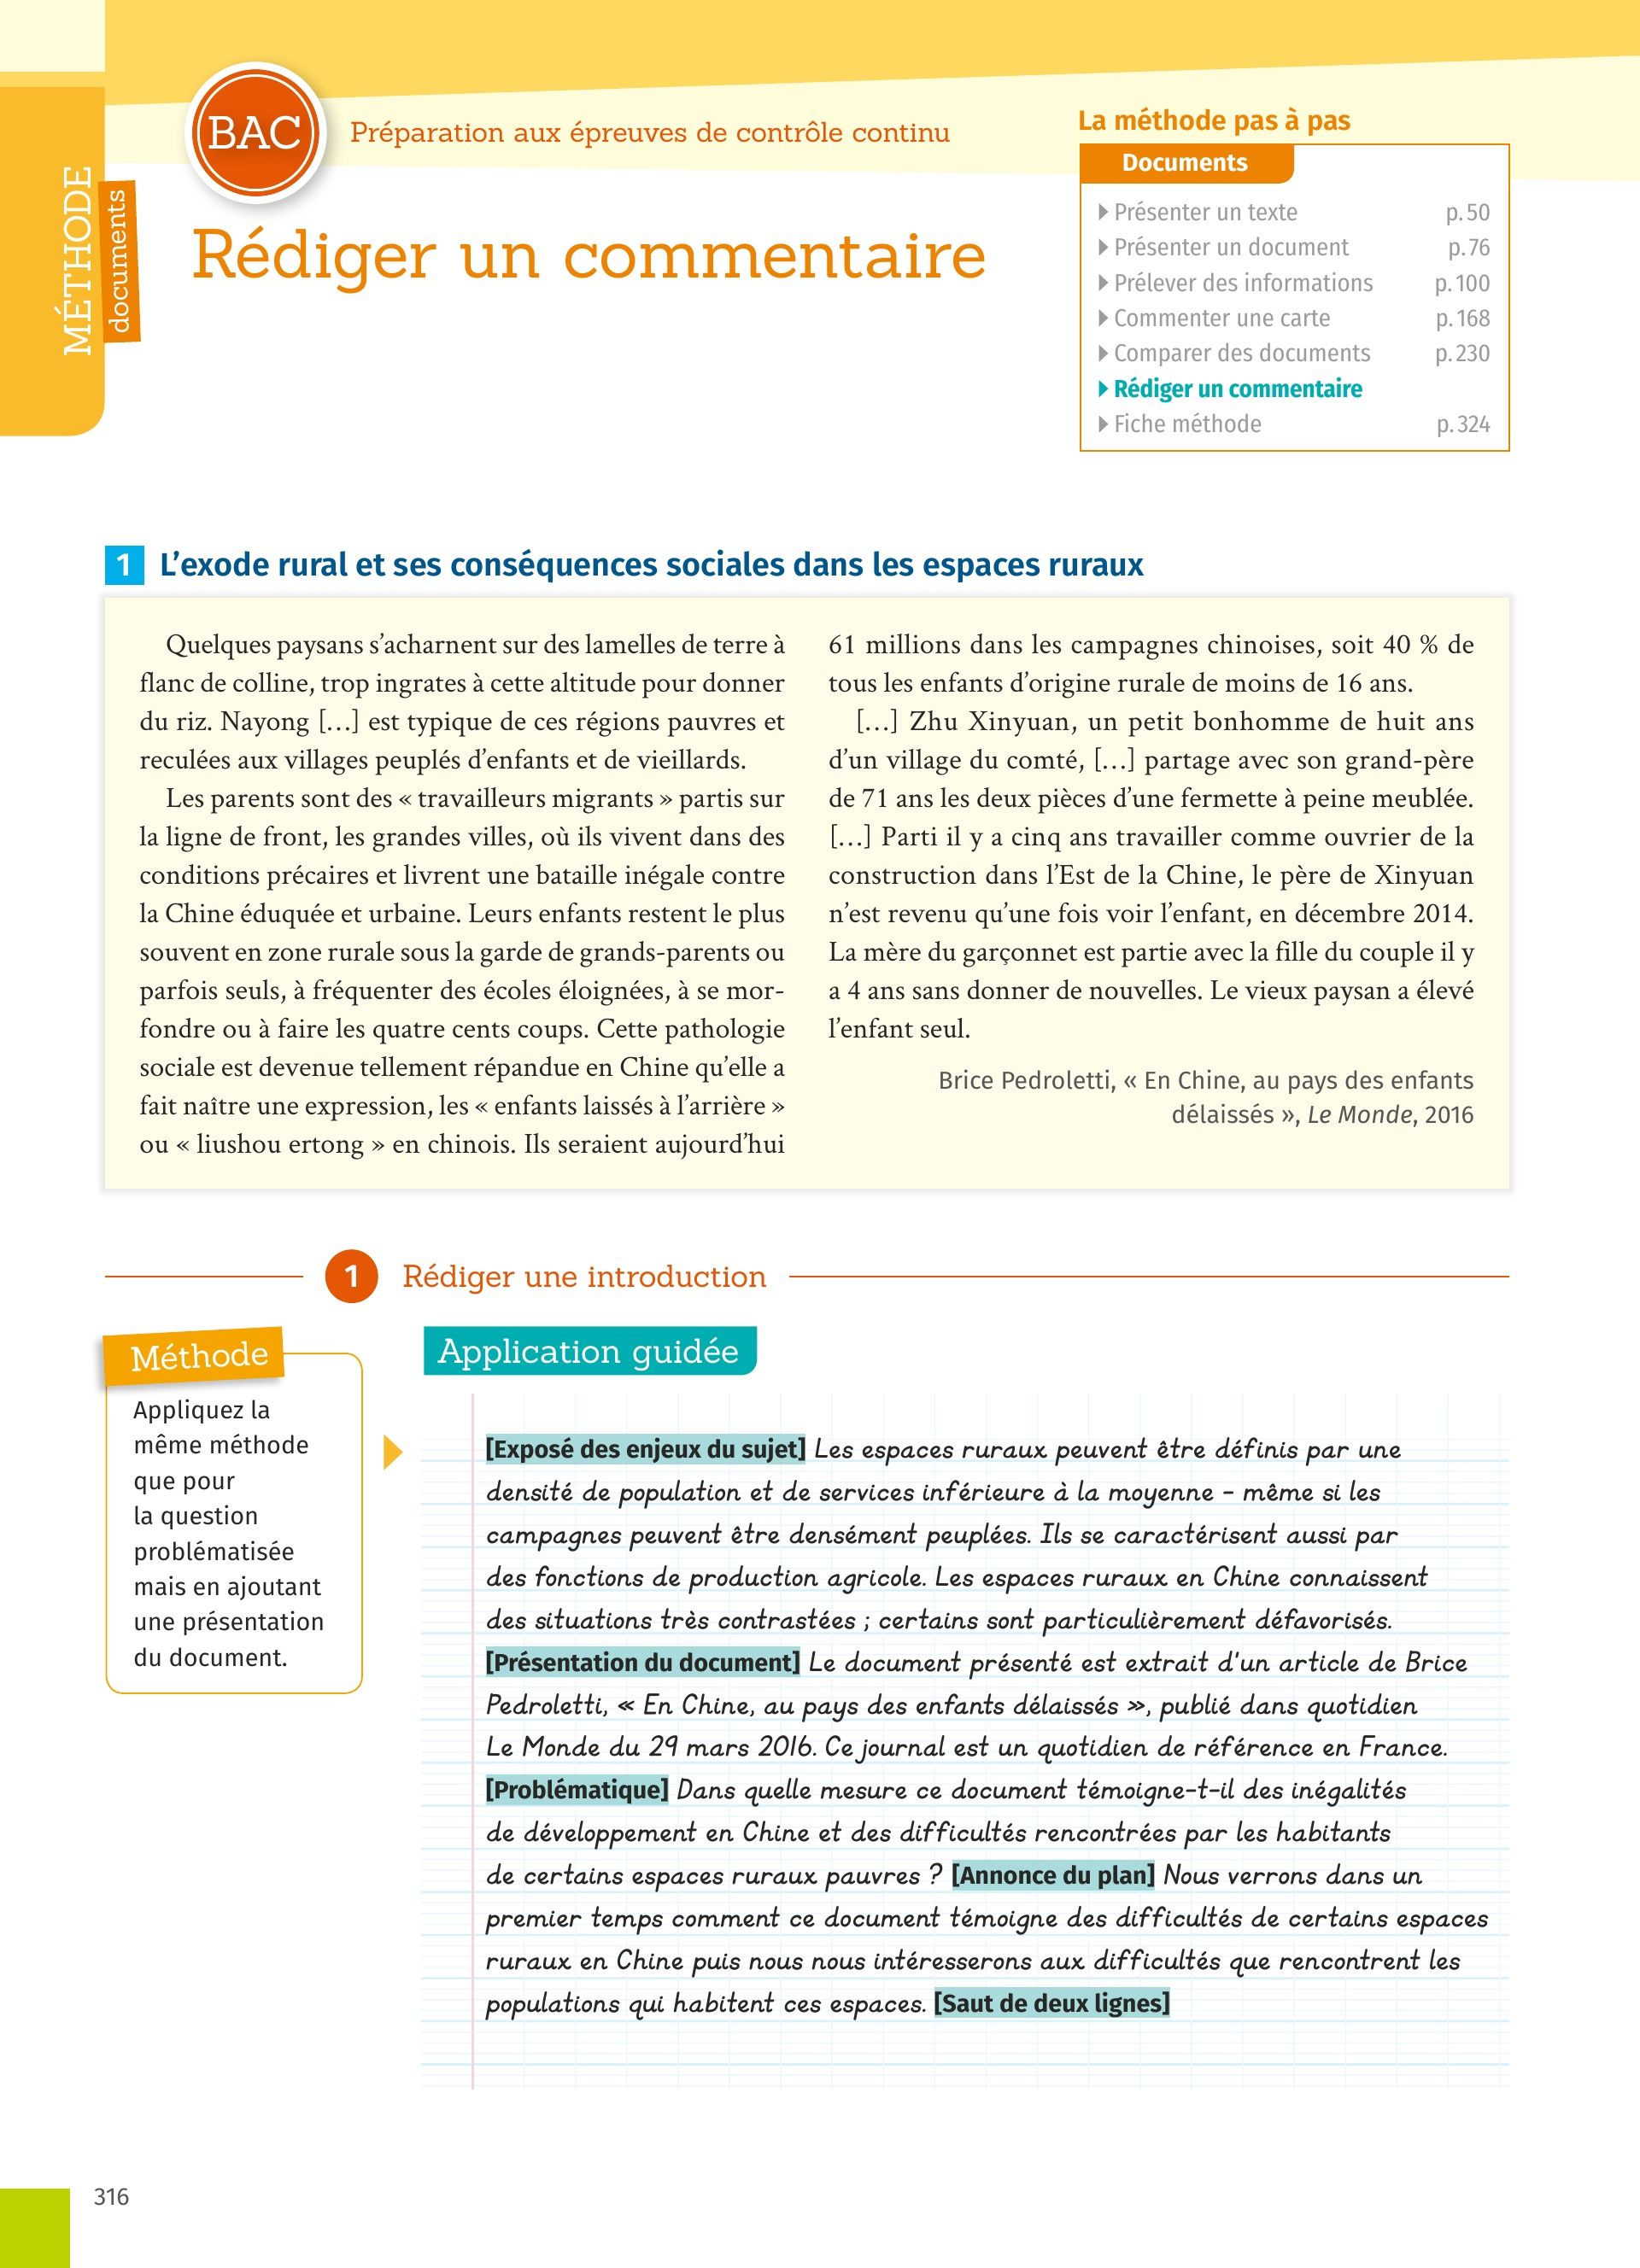 MÉTHODE
documents
BAC
Préparation aux épreuves de contrôle continu
Rédiger un commentaire
La méthode pas à pas
Documents
Présenter un texte p. 50
Présenter un document p. 76
Prélever des informations p. 100
Commenter une carte p. 168
Comparer des documents p. 230
Rédiger un commentaire
Fiche méthode p. 324
1 L’exode rural et ses conséquences sociales dans les espaces ruraux
Quelques paysans s’acharnent sur des lamelles de terre à
flanc de colline, trop ingrates à cette altitude pour donner
du riz. Nayong […] est typique de ces régions pauvres et
reculées aux villages peuplés d’enfants et de vieillards.
Les parents sont des « travailleurs migrants » partis sur
la ligne de front, les grandes villes, où ils vivent dans des
conditions précaires et livrent une bataille inégale contre
la Chine éduquée et urbaine. Leurs enfants restent le plus
souvent en zone rurale sous la garde de grands-parents ou
parfois seuls, à fréquenter des écoles éloignées, à se mor-
fondre ou à faire les quatre cents coups. Cette pathologie
sociale est devenue tellement répandue en Chine qu’elle a
fait naître une expression, les « enfants laissés à l’arrière »
ou « liushou ertong » en chinois. Ils seraient aujourd’hui
61 millions dans les campagnes chinoises, soit 40 % de
tous les enfants d’origine rurale de moins de 16 ans.
[…] Zhu Xinyuan, un petit bonhomme de huit ans
d’un village du comté, […] partage avec son grand-père
de 71 ans les deux pièces d’une fermette à peine meublée.
[…] Parti il y a cinq ans travailler comme ouvrier de la
construction dans l’Est de la Chine, le père de Xinyuan
n’est revenu qu’une fois voir l’enfant, en décembre 2014.
La mère du garçonnet est partie avec la fille du couple il y
a 4 ans sans donner de nouvelles. Le vieux paysan a élevé
l’enfant seul.
Brice Pedroletti, « En Chine, au pays des enfants
délaissés », Le Monde, 2016
1 Rédiger une introduction
Méthode
Appliquez la
même méthode
que pour
la question
problématisée
mais en ajoutant
une présentation
du document.
Application guidée
[Exposé des enjeux du sujet] Les espaces ruraux peuvent être définis par une
densité de population et de services inférieure à la moyenne – même si les
campagnes peuvent être densément peuplées. Ils se caractérisent aussi par
des fonctions de production agricole. Les espaces ruraux en Chine connaissent
des situations très contrastées ; certains sont particulièrement défavorisés.
[Présentation du document] Le document présenté est extrait d'un article de Brice
Pedroletti, « En Chine, au pays des enfants délaissés », publié dans quotidien
Le Monde du 29 mars 2016. Ce journal est un quotidien de référence en France.
[Problématique] Dans quelle mesure ce document témoigne-t-il des inégalités
de développement en Chine et des difficultés rencontrées par les habitants
de certains espaces ruraux pauvres ? [Annonce du plan] Nous verrons dans un
premier temps comment ce document témoigne des difficultés de certains espaces
ruraux en Chine puis nous nous intéresserons aux difficultés que rencontrent les
populations qui habitent ces espaces. [Saut de deux lignes]
316